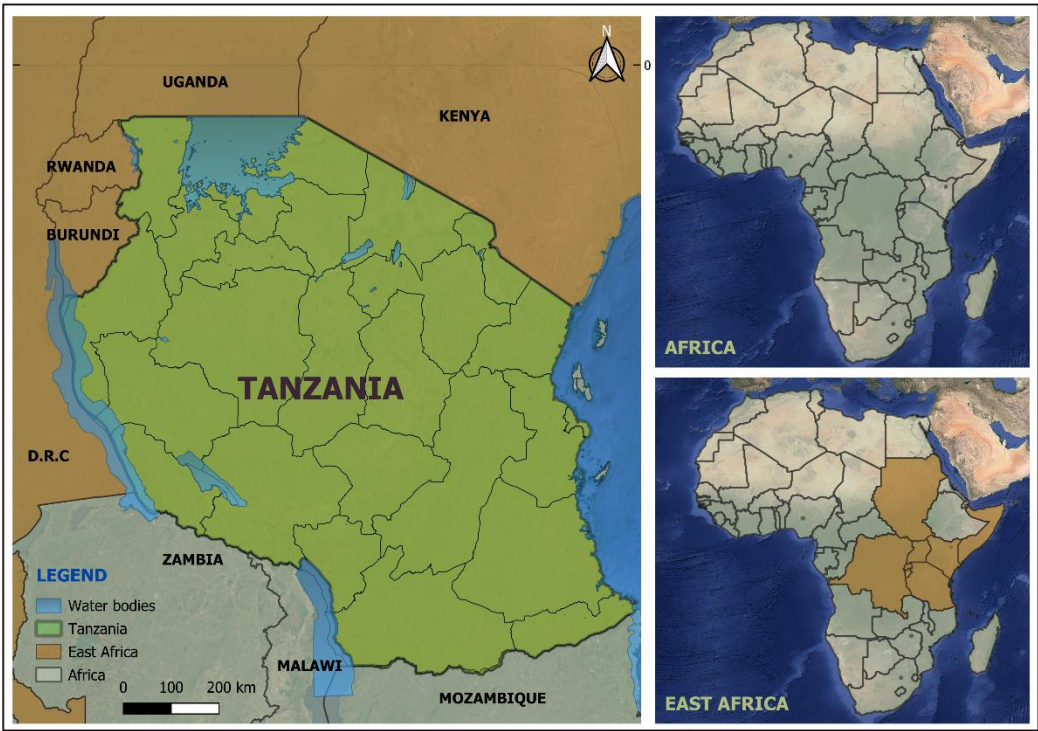 N
0
UGANDA
KENYA
RWANDA
BURUNDI
TANZANIA
D.R.C
ZAMBIA
LEGEND
Water bodies
Tanzania
East Africa
Africa
0 100 200 km
MALAWI
MOZAMBIQUE
AFRICA
EAST AFRICA